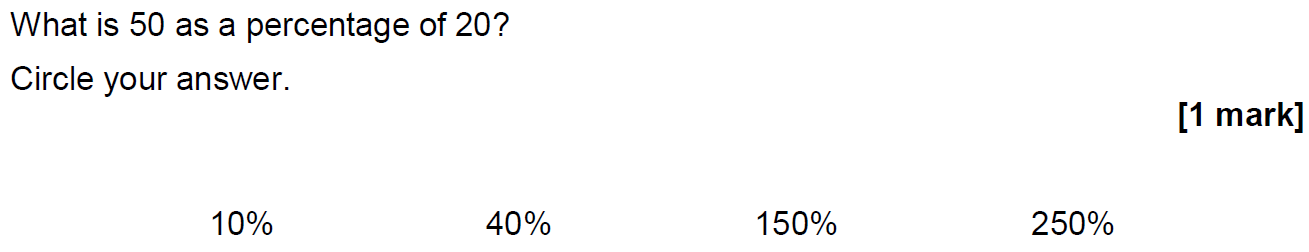 What is 50 as a percentage of 20?
Circle your answer.
[1 mark]
10% 40% 150% 250%